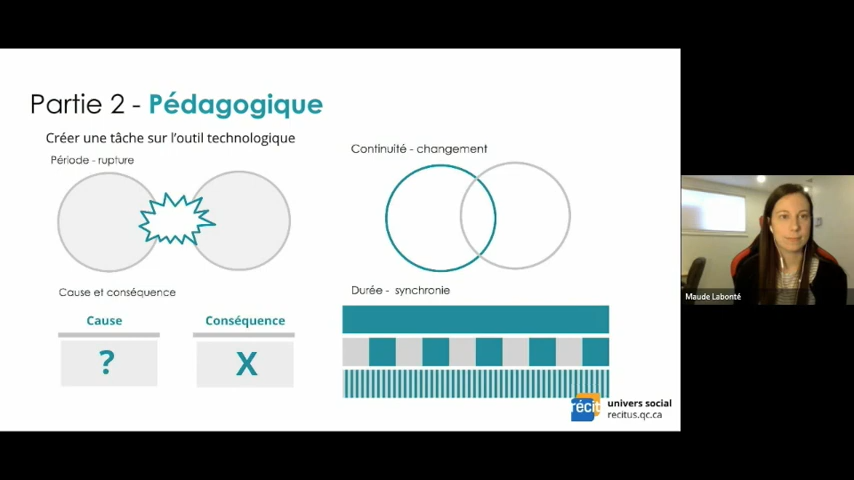 Partie 2 - Pédagogique
Créer une tâche sur l'outil technologique
Période - rupture
Continuité - changement
Cause et conséquence
Cause
Conséquence
?
X
Durée - synchronie
récit
univers social
recitus.qc.ca
Maude Labonté